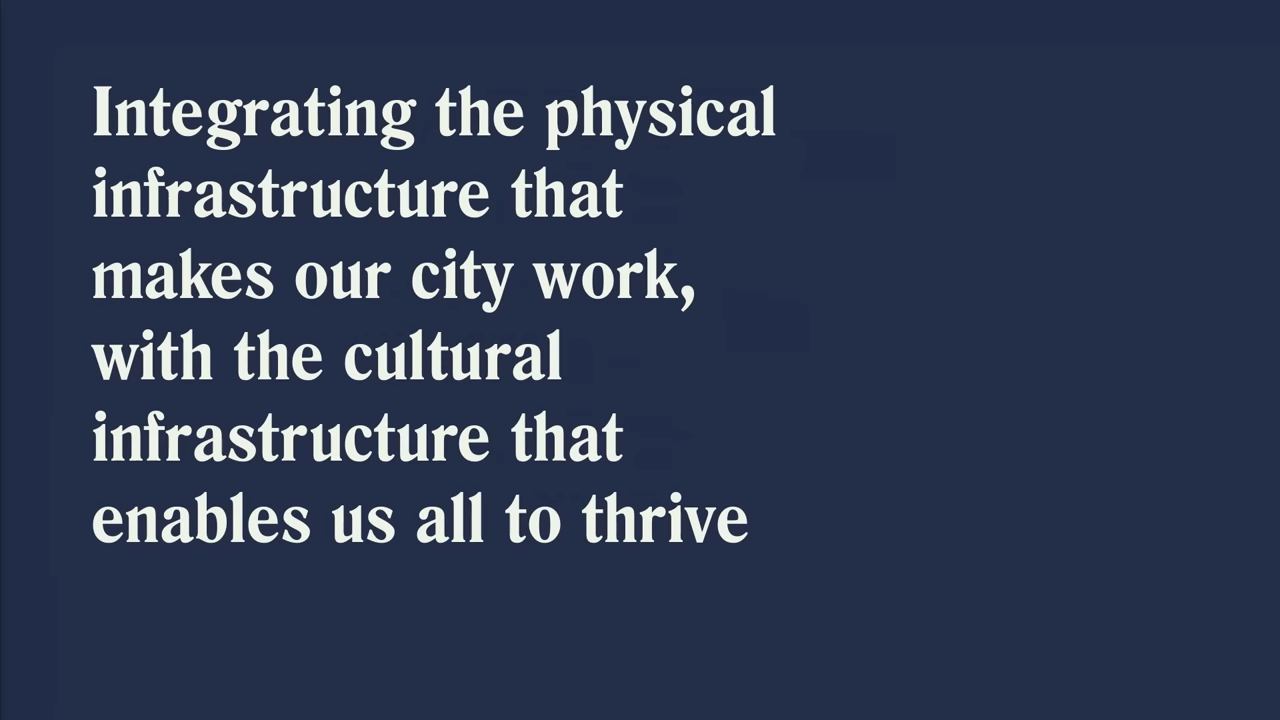 Integrating the physical
infrastructure that
makes our city work,
with the cultural
infrastructure that
enables us all to thrive